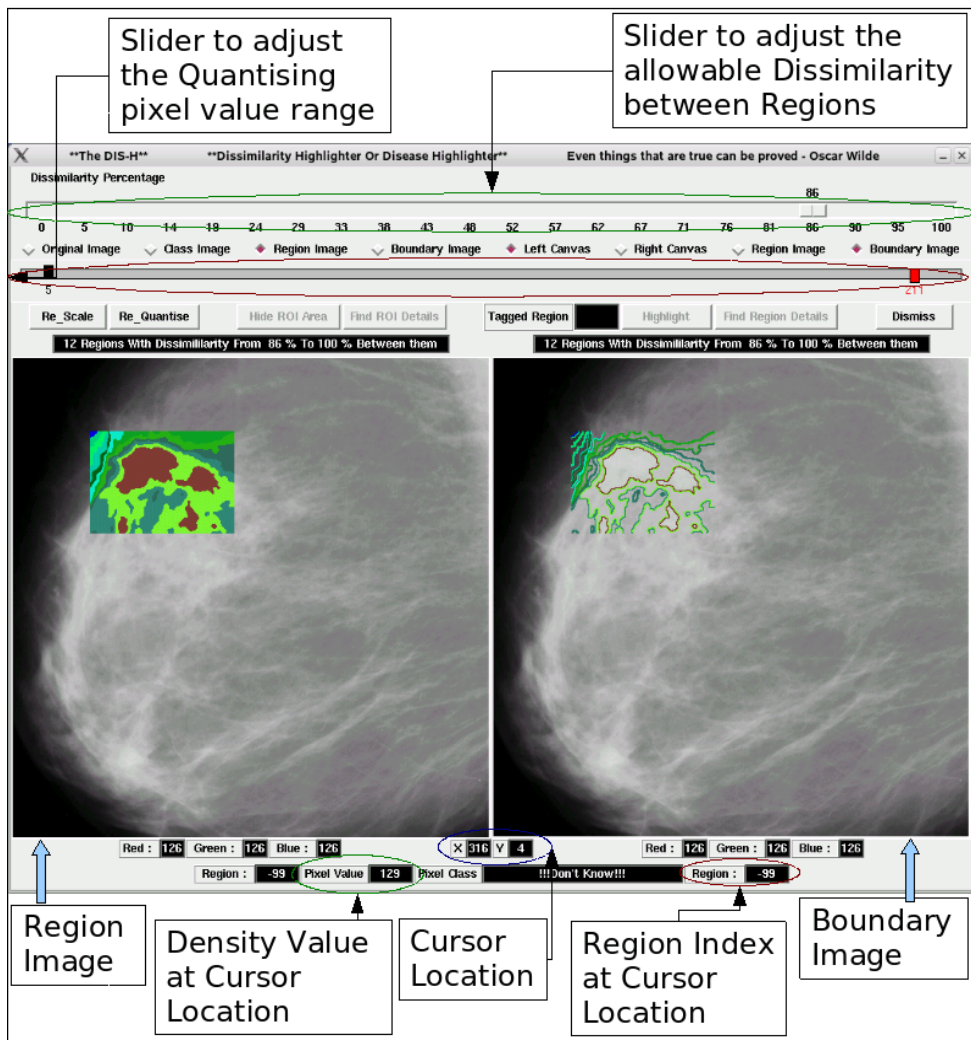 Slider to adjust
the Quantising
pixel value range
Slider to adjust the
allowable Dissimilarity
between Regions
**The DIS-H** **Dissimilarity Highlighter Or Disease Highlighter** Even things that are true can be proved - Oscar Wilde
Dissimilarity Percentage
86
0 5 10 14 19 24 29 33 38 43 48 52 57 62 67 71 76 81 86 90 95 100
Original Image Class Image Region Image Boundary Image Left Canvas Right Canvas Region Image Boundary Image
5 211
Re_Scale Re_Quantise Hide ROI Area Find ROI Details Tagged Region Highlight Find Region Details Dismiss
12 Regions With Dissimililarity From 86 % To 100 % Between them 12 Regions With Dissimililarity From 86 % To 100 % Between them
Red : 126 Green : 126 Blue : 126 X 316 Y 4 Red : 126 Green : 126 Blue : 126
Region : -99 Pixel Value 129 Pixel Class !!!Don't Know!!! Region : -99
Region
Image
Density Value
at Cursor
Location
Cursor
Location
Region Index
at Cursor
Location
Boundary
Image